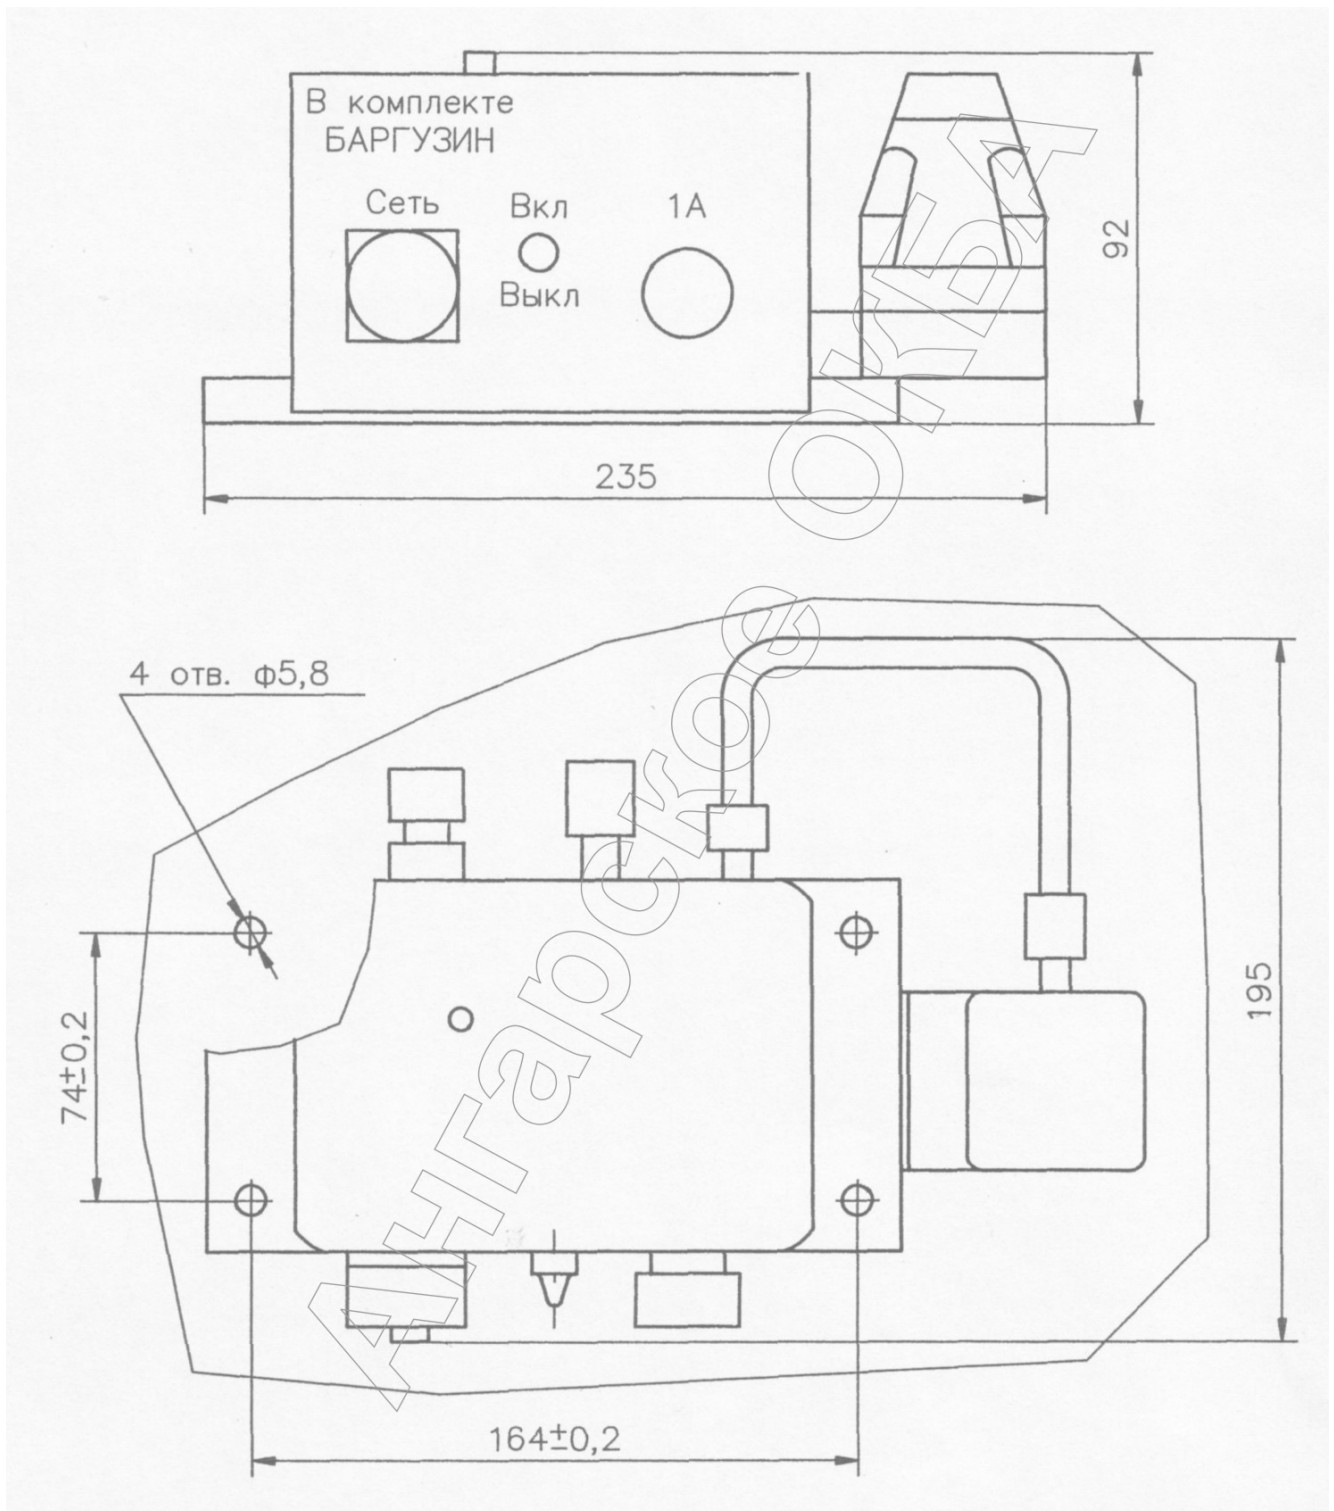 В комплекте
БАРГУЗИН
Сеть
Вкл
1А
Выкл
92
235
4 отв. ф5,8
74±0,2
195
164±0,2
Ангарское ОКБА